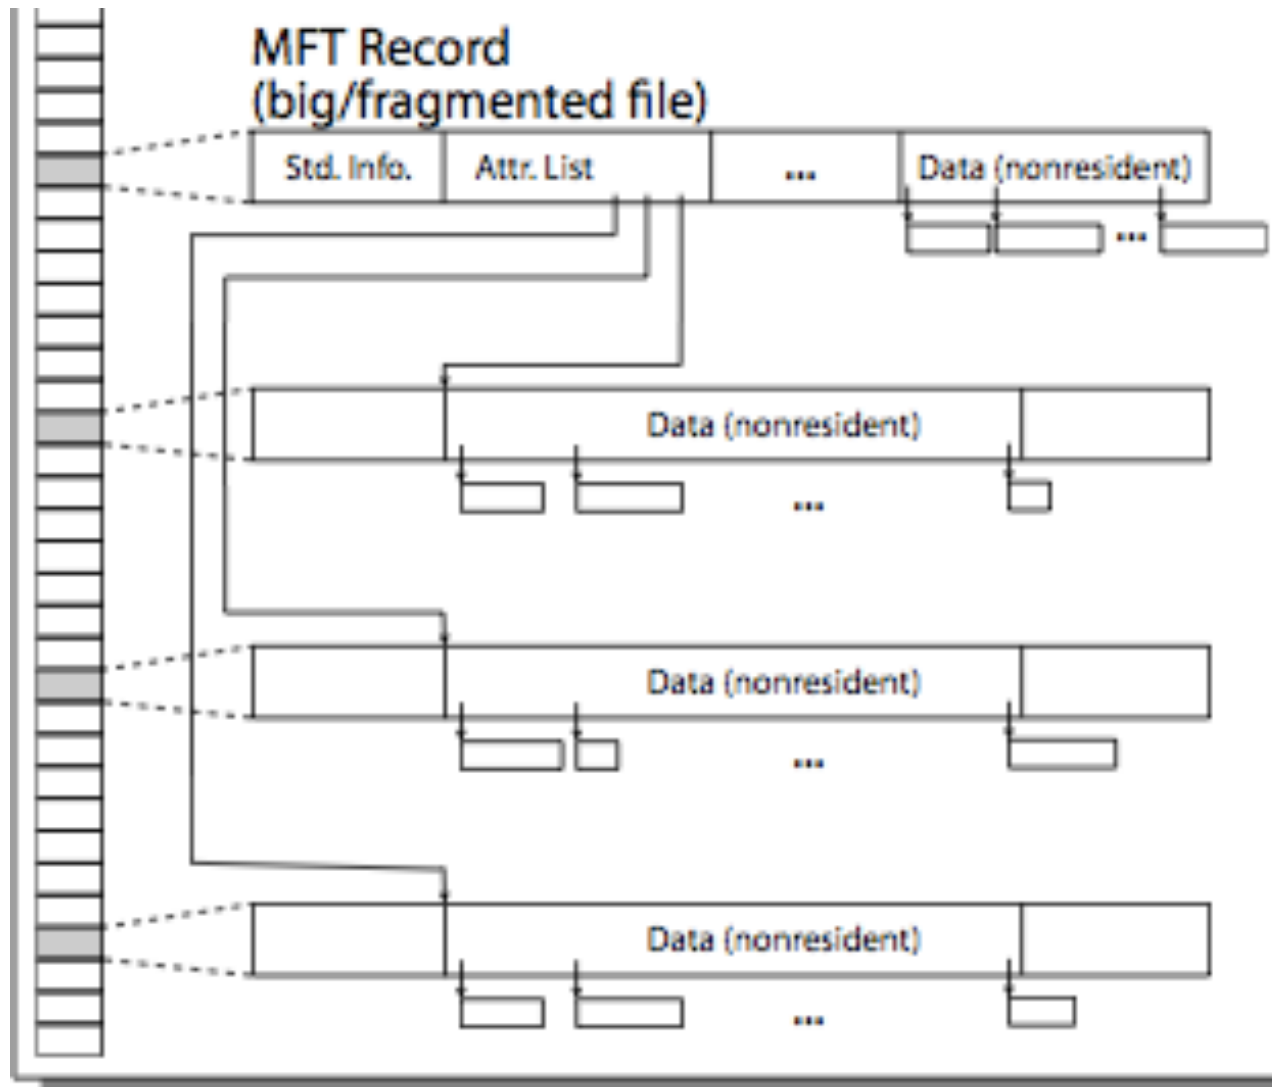 MFT Record
(big/fragmented file)
Std. Info.
Attr. List
...
Data (nonresident)
...
Data (nonresident)
...
Data (nonresident)
...
Data (nonresident)
...